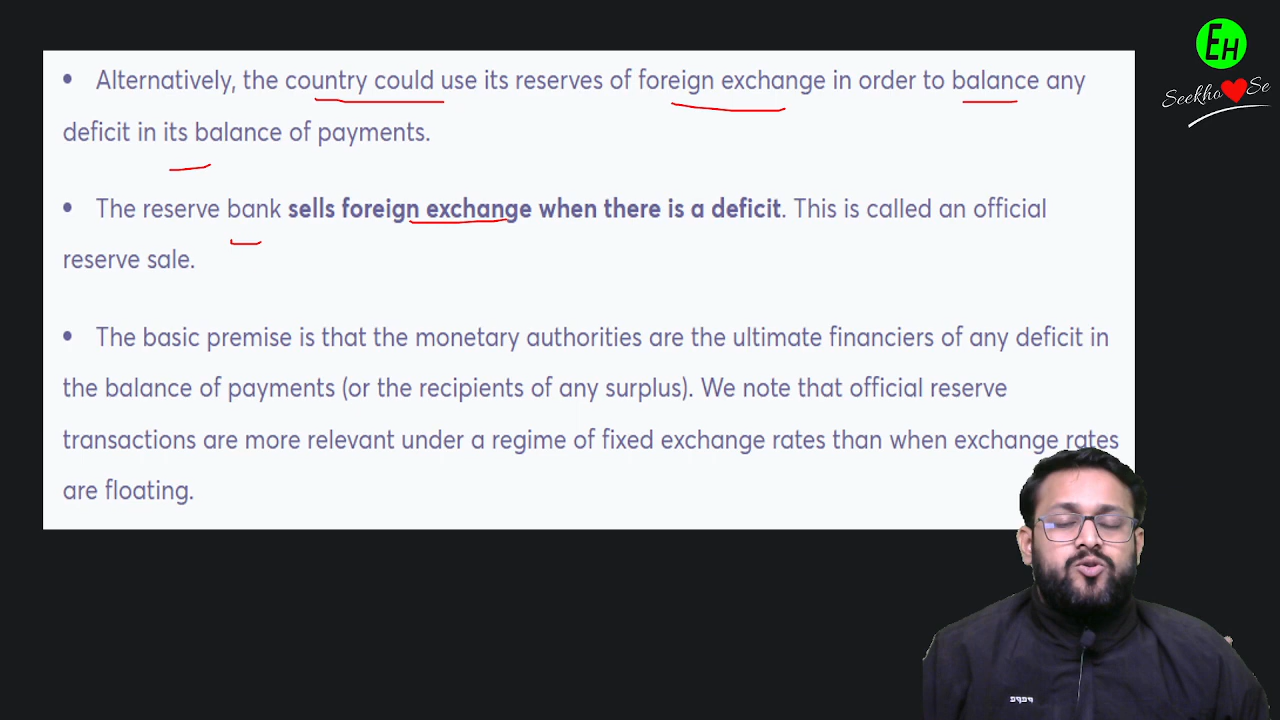 EH
Seekho Se
• Alternatively, the country could use its reserves of foreign exchange in order to balance any
deficit in its balance of payments.
• The reserve bank sells foreign exchange when there is a deficit. This is called an official
reserve sale.
• The basic premise is that the monetary authorities are the ultimate financiers of any deficit in
the balance of payments (or the recipients of any surplus). We note that official reserve
transactions are more relevant under a regime of fixed exchange rates than when exchange rates
are floating.